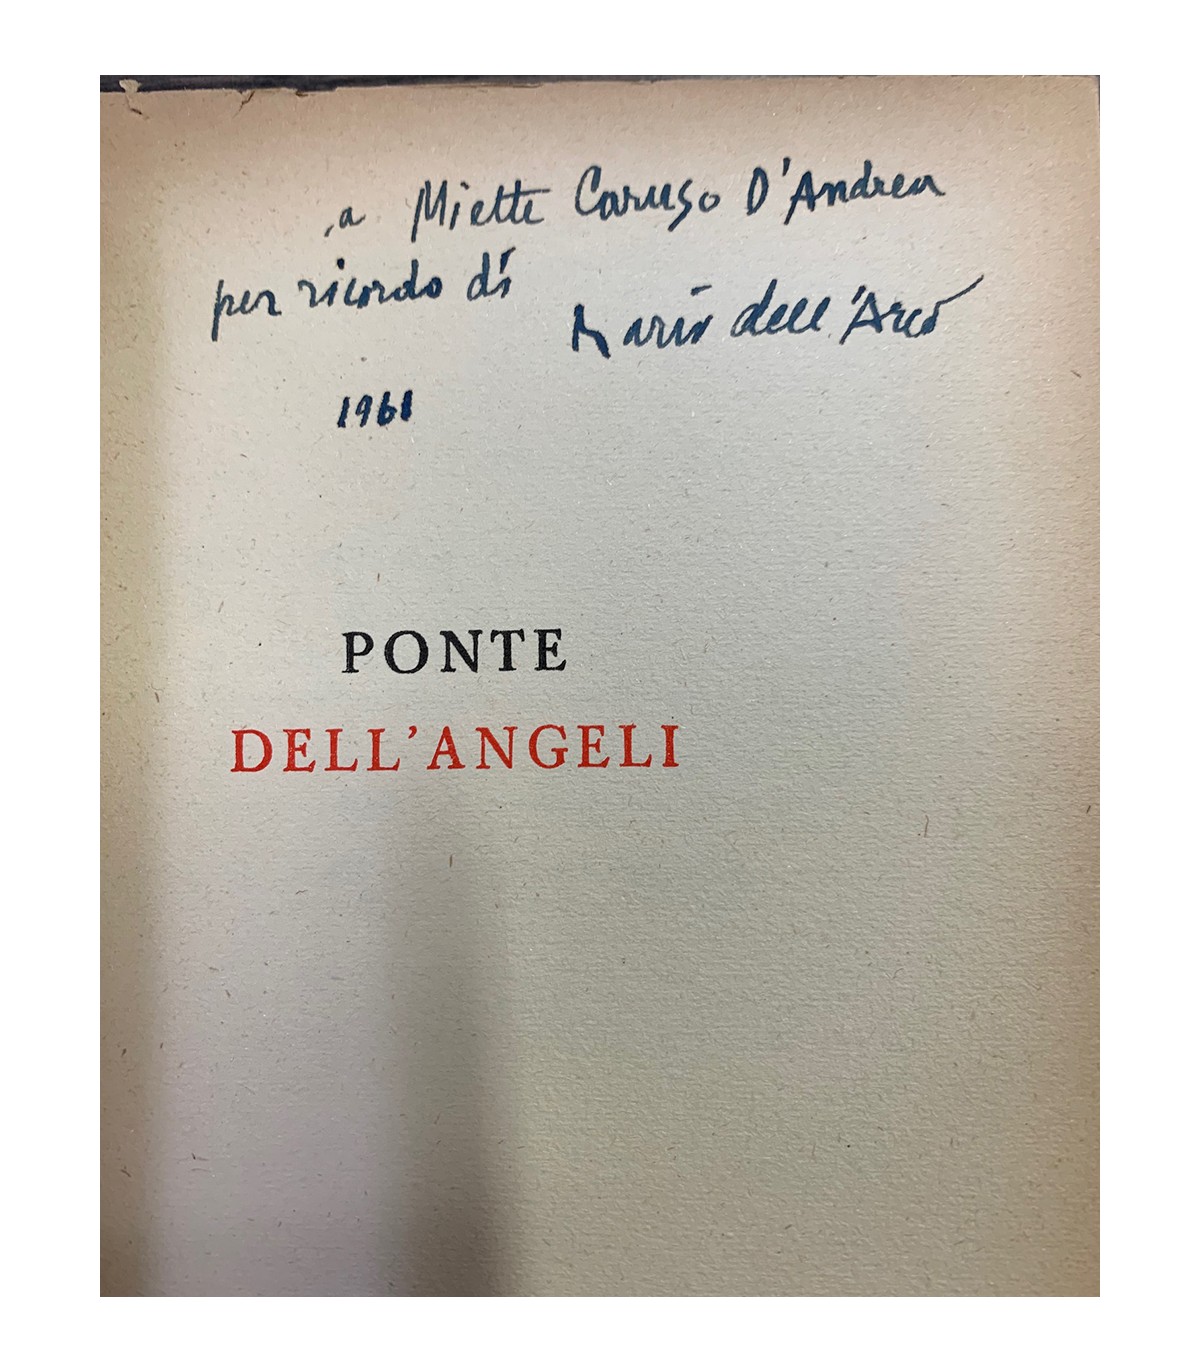 a Miette Caruso D'Andrea
per ricordo di
Mario dell'Arco
1961
PONTE
DELL'ANGELI